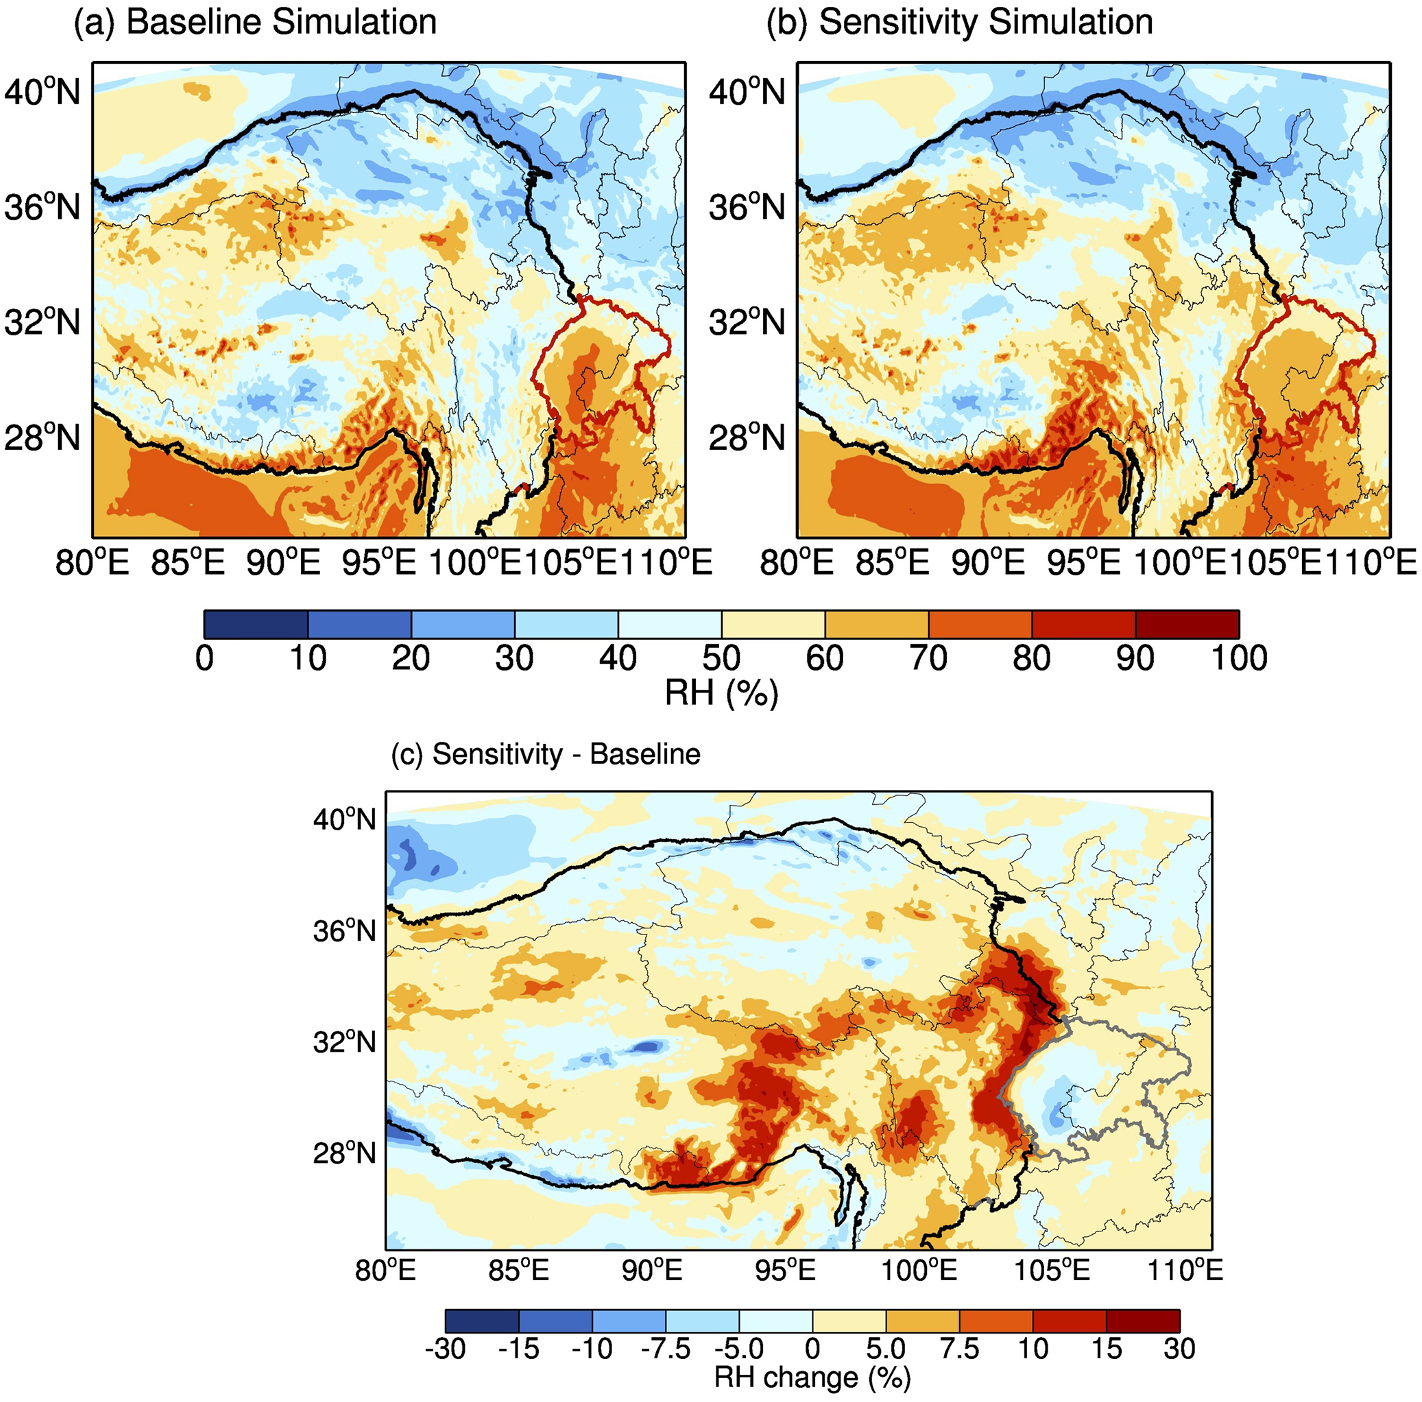 (a) Baseline Simulation (b) Sensitivity Simulation
40°N 40°N
36°N 36°N
32°N 32°N
28°N 28°N
80°E 85°E 90°E 95°E 100°E 105°E 110°E 80°E 85°E 90°E 95°E 100°E 105°E 110°E
0 10 20 30 40 50 60 70 80 90 100
RH (%)
(c) Sensitivity - Baseline
40°N
36°N
32°N
28°N
80°E 85°E 90°E 95°E 100°E 105°E 110°E
-30 -15 -10 -7.5 -5.0 0 5.0 7.5 10 15 30
RH change (%)